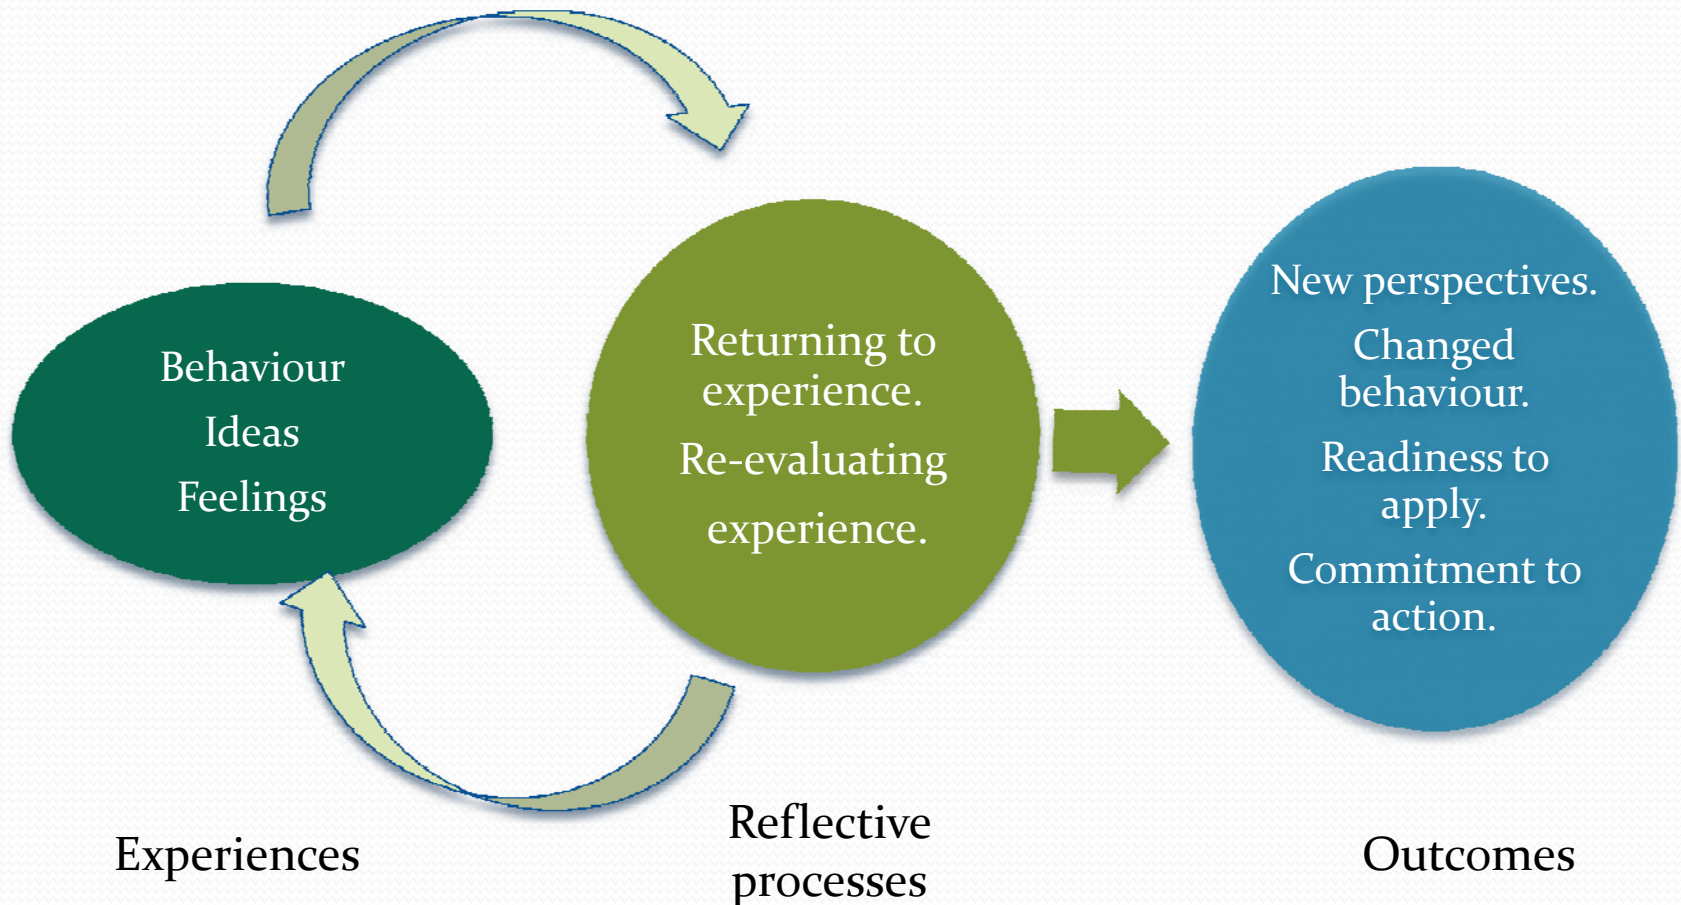 Behaviour
Ideas
Feelings
Returning to
experience.
Re-evaluating
experience.
New perspectives.
Changed
behaviour.
Readiness to
apply.
Commitment to
action.
Experiences
Reflective
processes
Outcomes